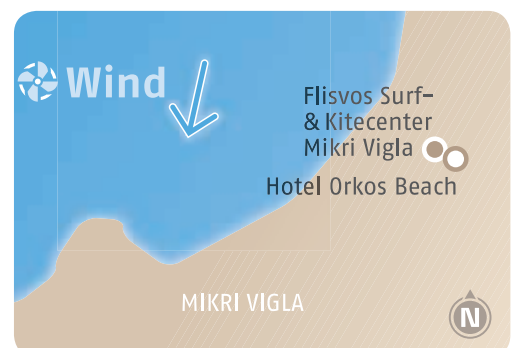 Wind
Flisvos Surf–
& Kitecenter
Mikri Vigla
Hotel Orkos Beach
MIKRI VIGLA
N